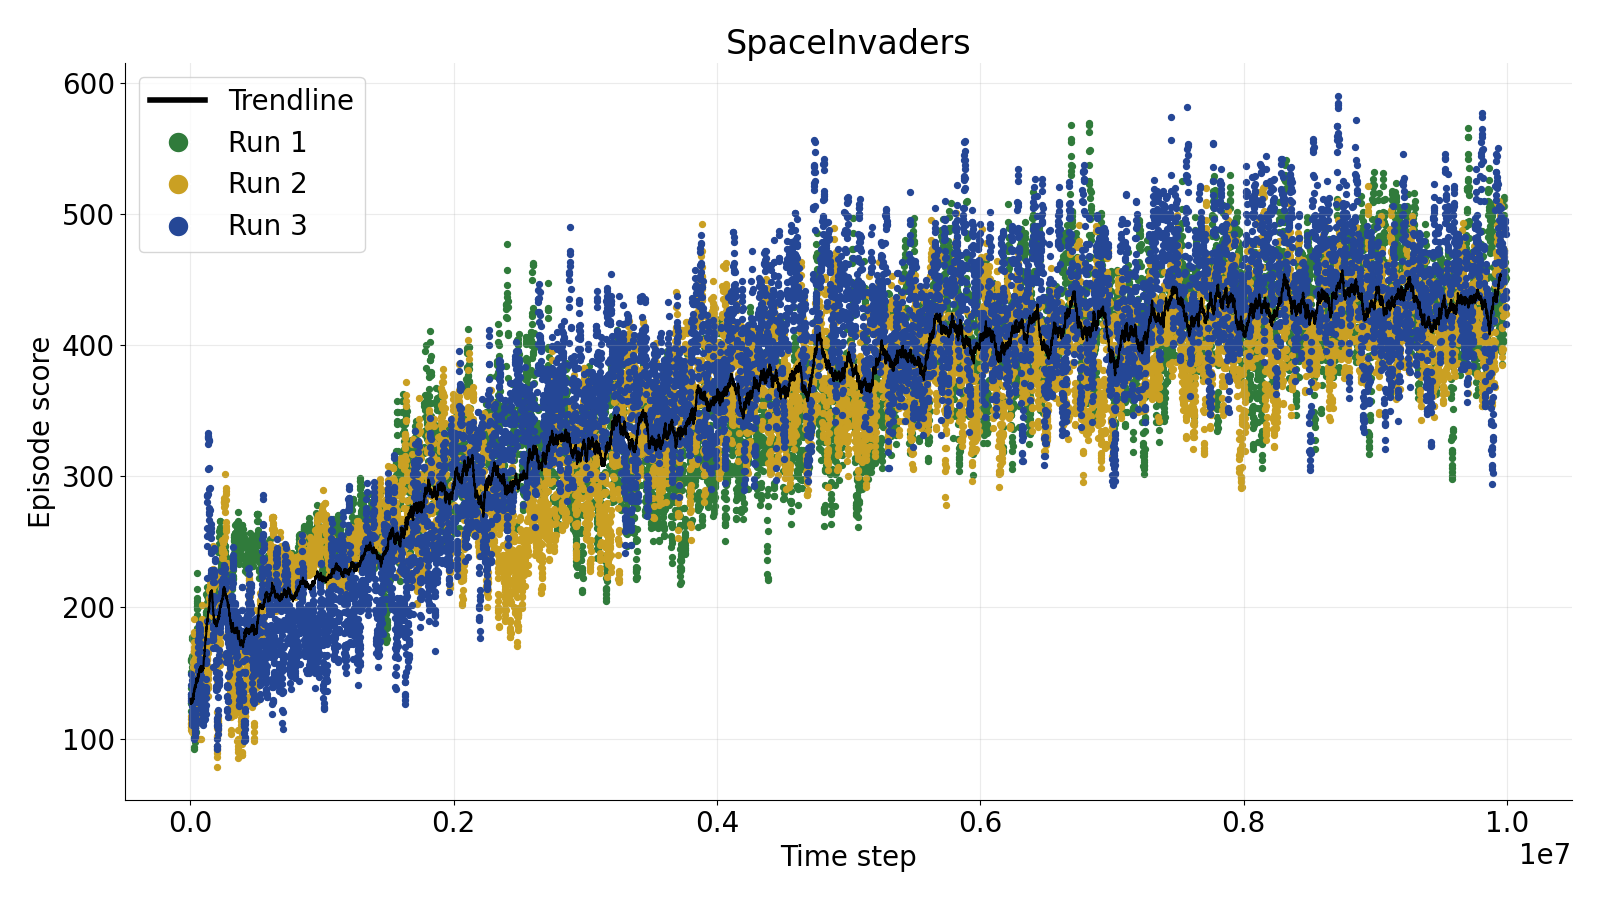 SpaceInvaders
Trendline
Run 1
Run 2
Run 3
600
500
400
300
200
100
Episode score
0.0 0.2 0.4 0.6 0.8 1.0
1e7
Time step